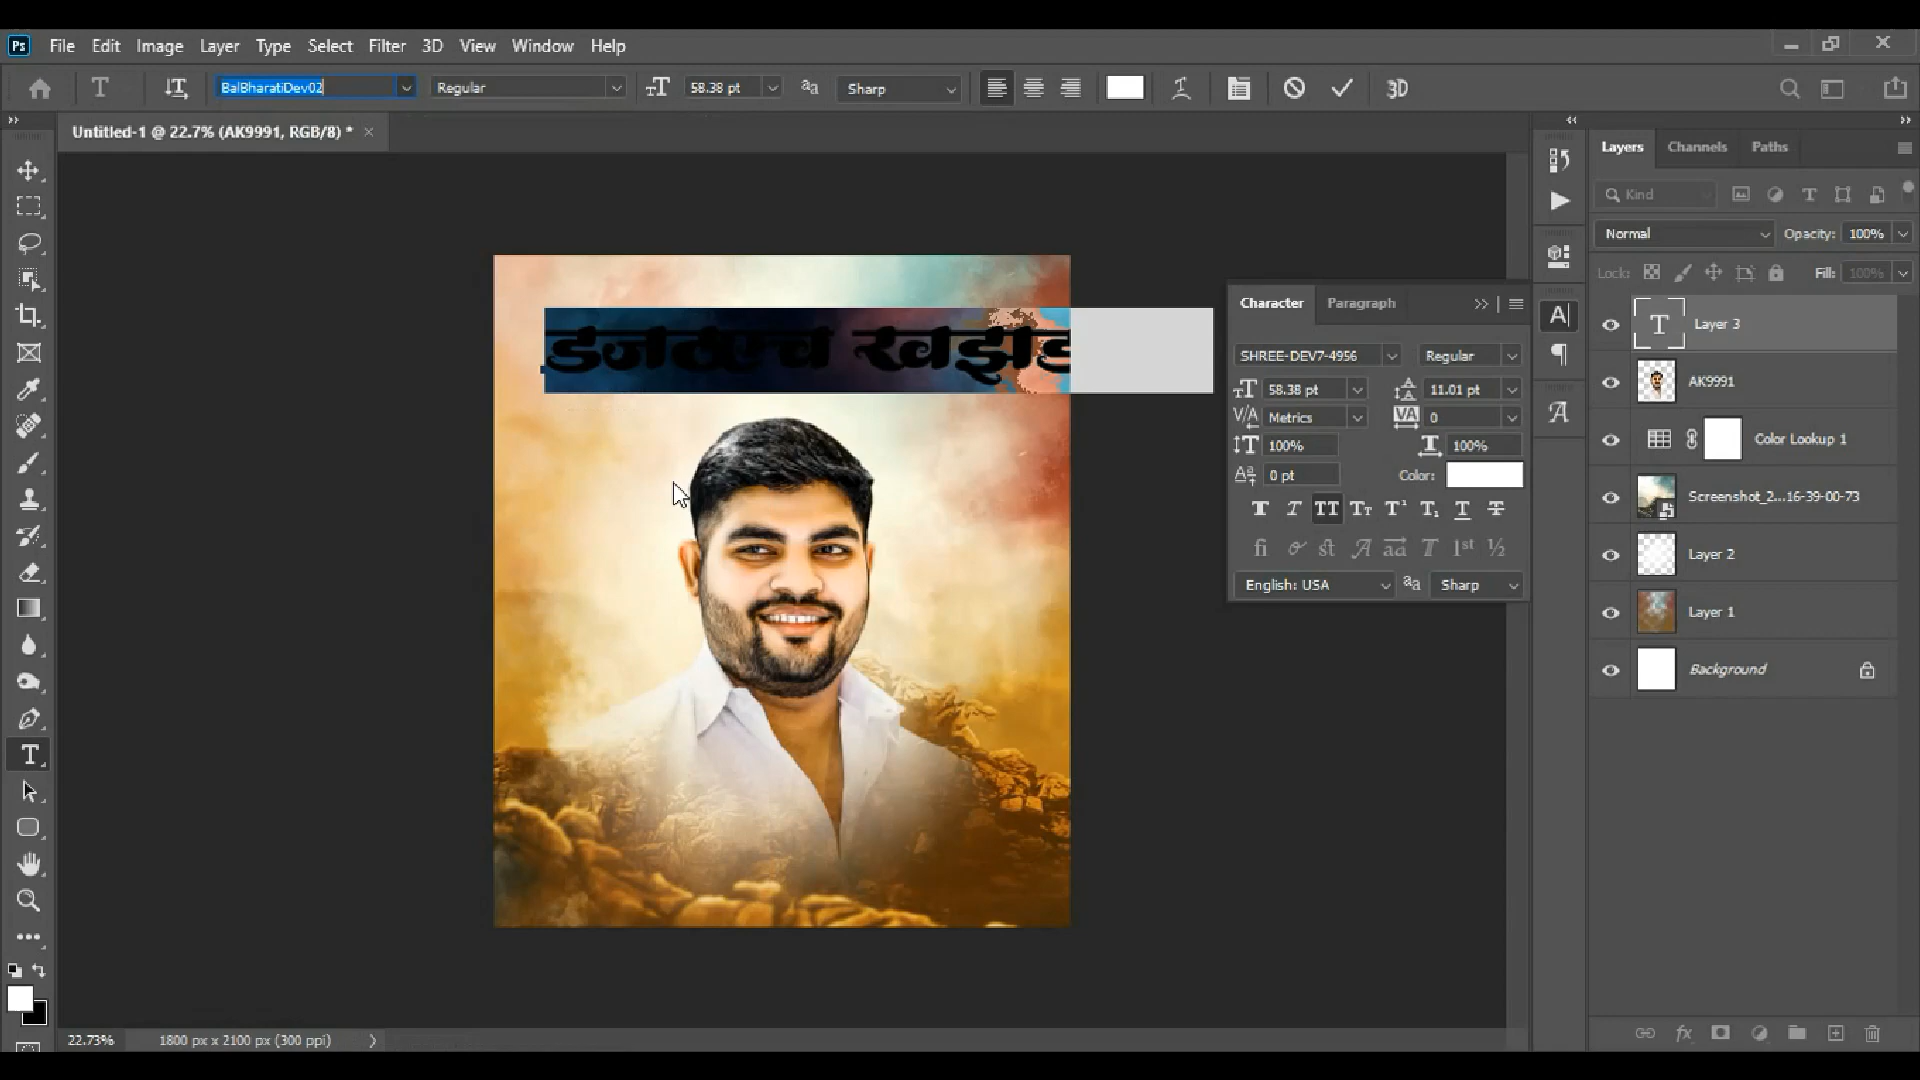 Ps File Edit Image Layer Type Select Filter 3D View Window Help
BalBharatiDev02 Regular 58.38 pt Sharp 3D
Untitled-1 @ 22.7% (AK9991, RGB/8) *
Layers Channels Paths
Kind
Normal Opacity: 100%
Lock: Fill: 100%
Layer 3
AK9991
Color Lookup 1
Screenshot_2...16-39-00-73
Layer 2
Layer 1
Background
Character Paragraph
SHREE-DEV7-4956 Regular
58.38 pt 11.01 pt
Metrics 0
100% 100%
0 pt Color:
English: USA Sharp
22.73% 1800 px x 2100 px (300 ppi)